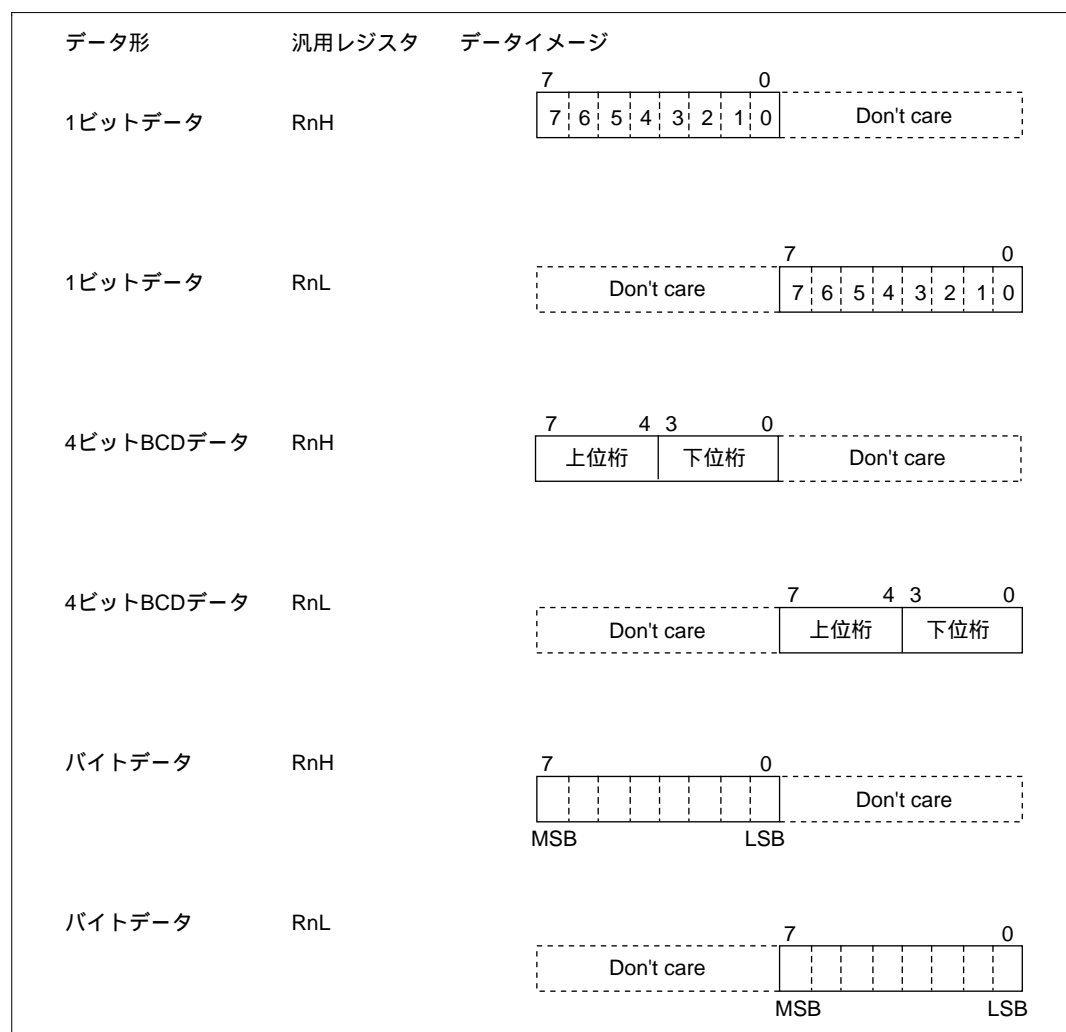 データ形 汎用レジスタ データイメージ
7 0
1ビットデータ RnH 7 6 5 4 3 2 1 0 Don't care
7 0
1ビットデータ RnL Don't care 7 6 5 4 3 2 1 0
7 4 3 0
4ビットBCDデータ RnH 上位桁 下位桁 Don't care
7 4 3 0
4ビットBCDデータ RnL Don't care 上位桁 下位桁
7 0
バイトデータ RnH Don't care
MSB LSB
7 0
バイトデータ RnL Don't care
MSB LSB